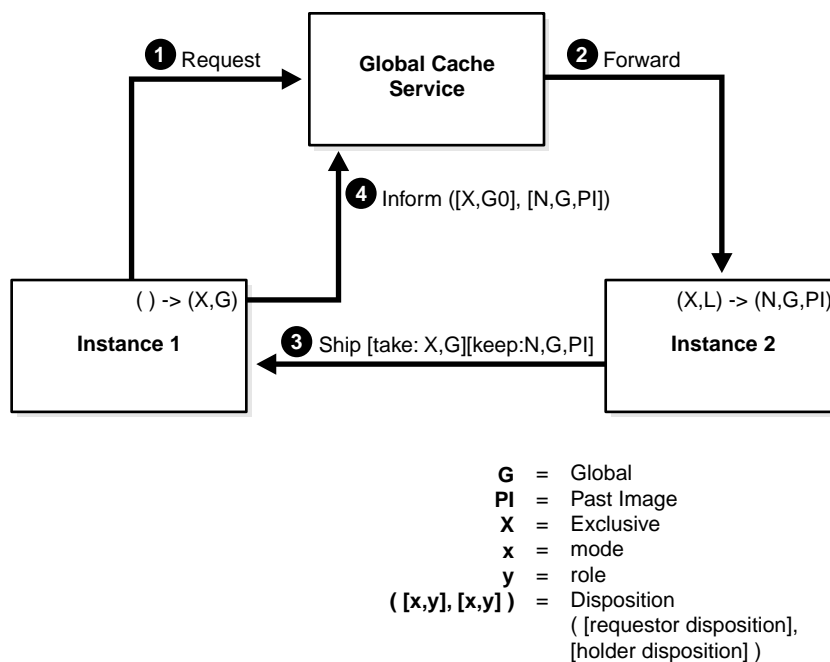 1 Request
Global Cache
Service
2 Forward
4 Inform ([X,G0], [N,G,PI])
( ) -> (X,G)
Instance 1
3 Ship [take: X,G][keep:N,G,PI]
(X,L) -> (N,G,PI)
Instance 2
G = Global
PI = Past Image
X = Exclusive
x = mode
y = role
( [x,y], [x,y] ) = Disposition
( [requestor disposition],
[holder disposition] )